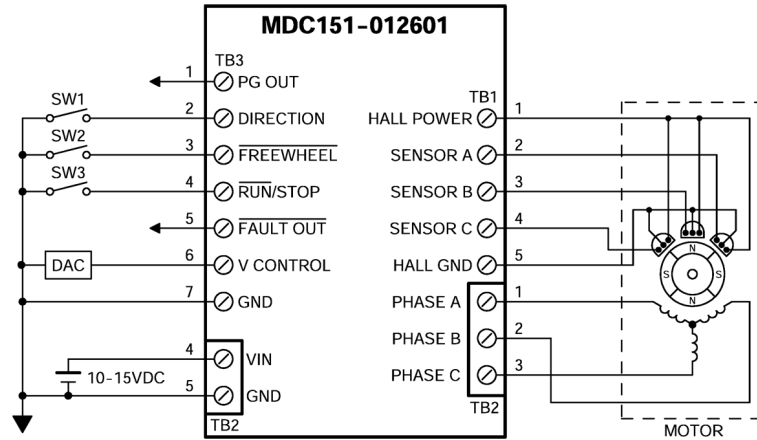 MDC151-012601
TB3
1 PG OUT
SW1
2 DIRECTION
SW2
3 FREEWHEEL
SW3
4 RUN/STOP
5 FAULT OUT
DAC
6 V CONTROL
7 GND
4 VIN
10-15VDC
5 GND
TB2
TB1
HALL POWER 1
SENSOR A 2
SENSOR B 3
SENSOR C 4
HALL GND 5
PHASE A 1
PHASE B 2
PHASE C 3
TB2
N
S S
N
MOTOR